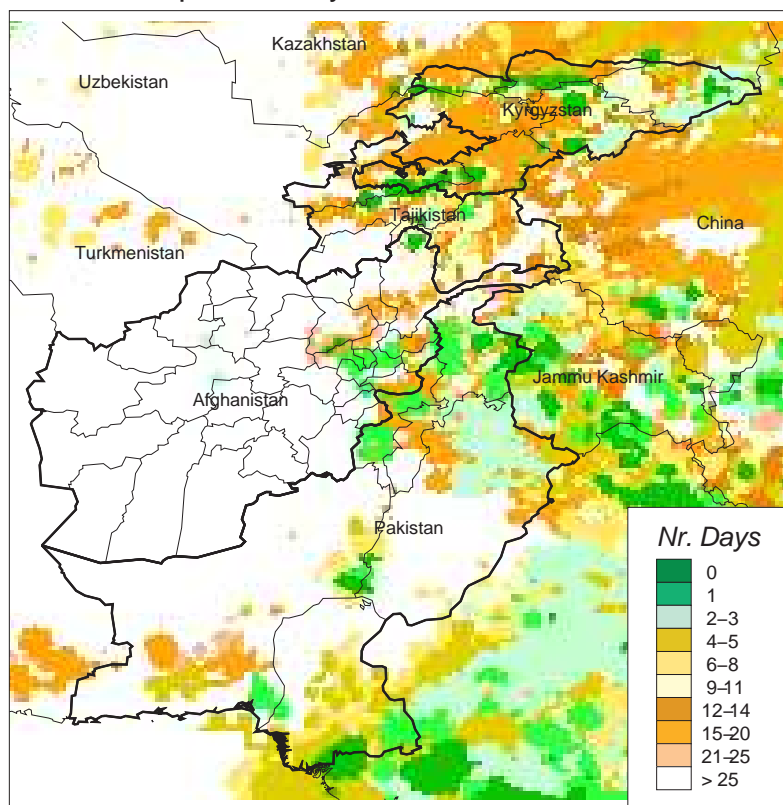 Kazakhstan
Uzbekistan
Kyrgyzstan
Tajikistan
China
Turkmenistan
Jammu Kashmir
Afghanistan
Pakistan
Nr. Days
0
1
2–3
4–5
6–8
9–11
12–14
15–20
21–25
> 25